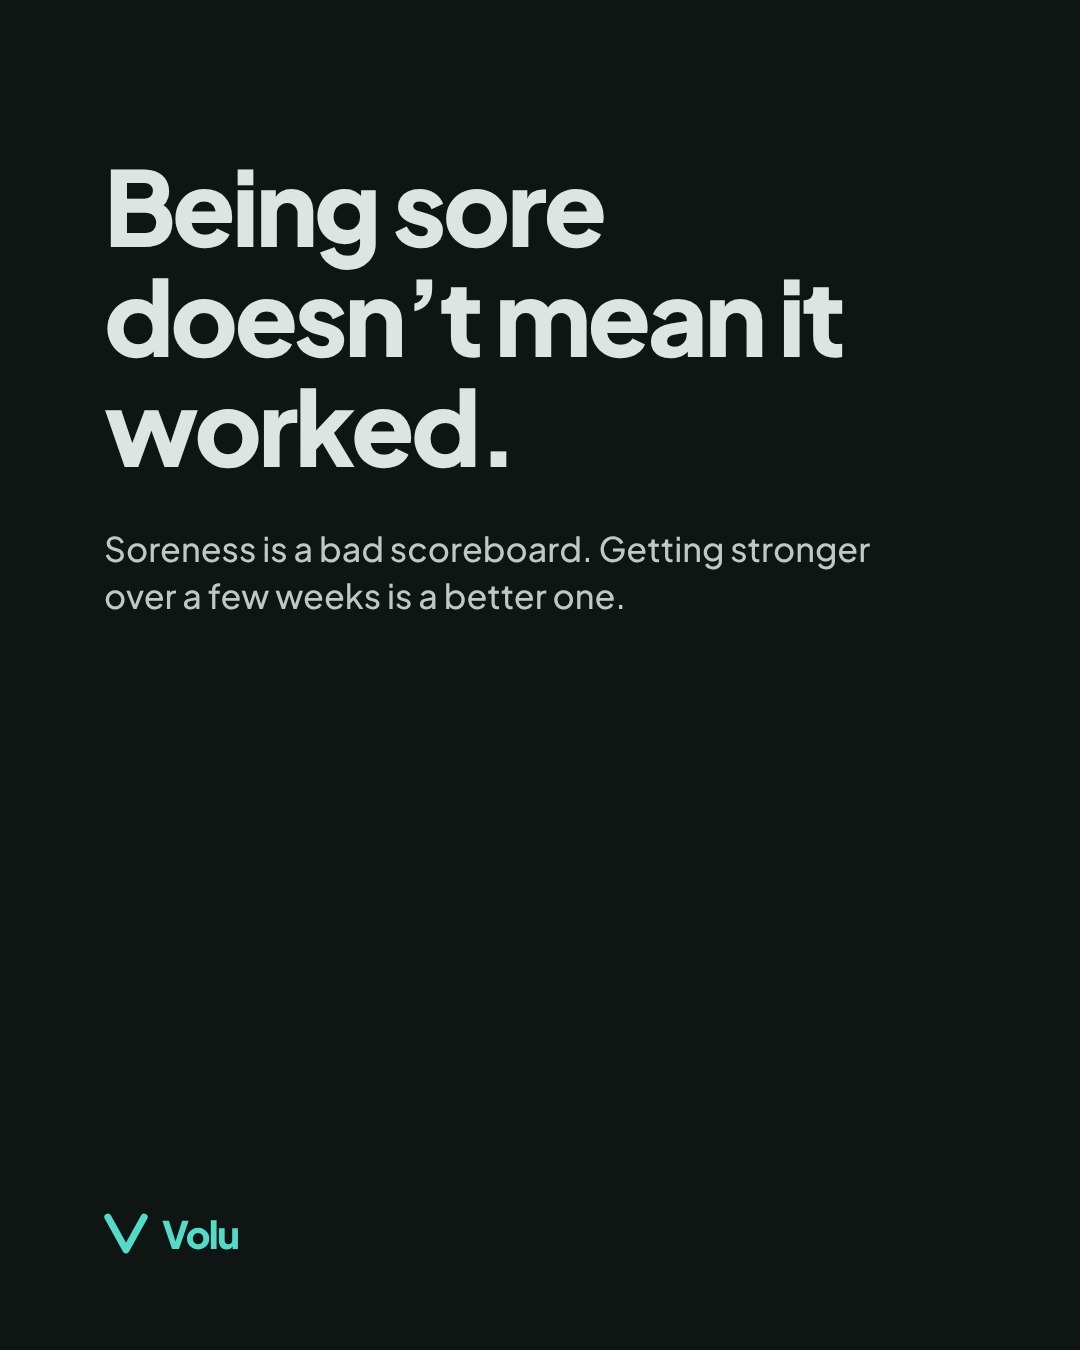 Being sore
doesn’t mean it
worked.
Soreness is a bad scoreboard. Getting stronger
over a few weeks is a better one.
Volu